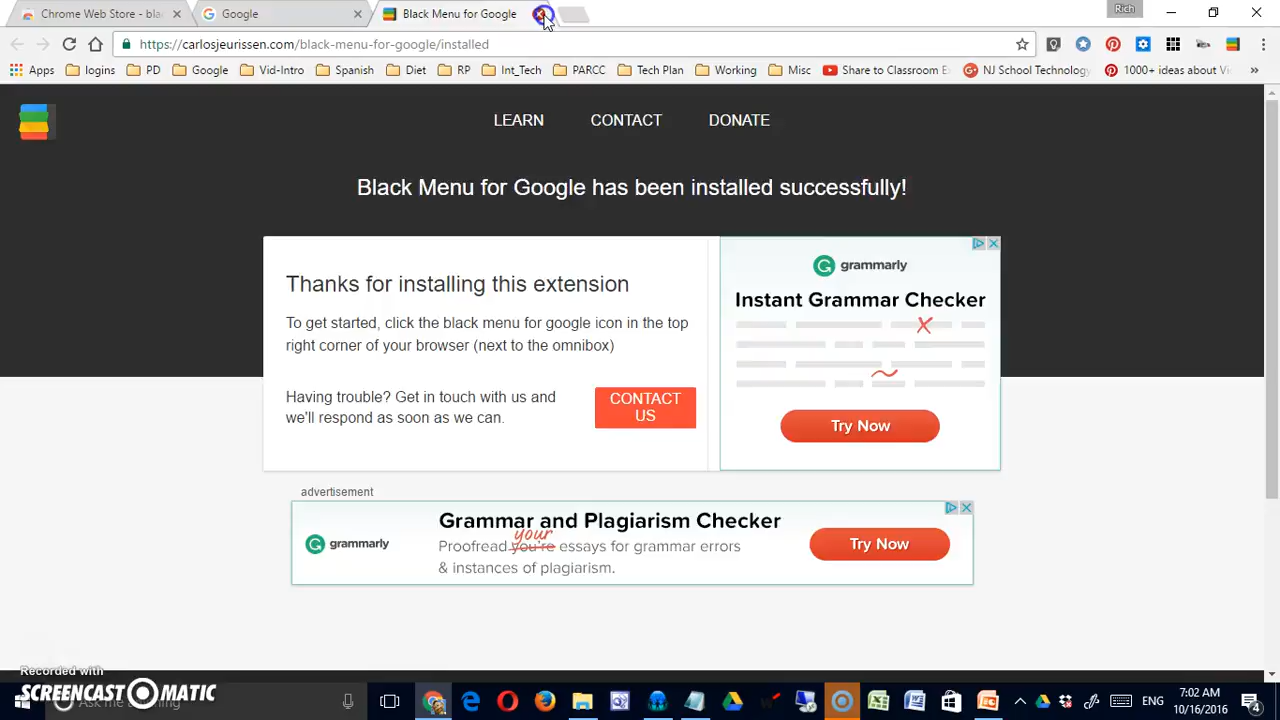 Chrome Web Store - blac
Google
Black Menu for Google
Rich
https://carlosjeurissen.com/black-menu-for-google/installed
Apps
logins
PD
Google
Vid-Intro
Spanish
Diet
RP
Int_Tech
PARCC
Tech Plan
Working
Misc
Share to Classroom E
NJ School Technology
1000+ ideas about Vi
»
LEARN
CONTACT
DONATE
Black Menu for Google has been installed successfully!
Thanks for installing this extension
To get started, click the black menu for google icon in the top
right corner of your browser (next to the omnibox)
Having trouble? Get in touch with us and
we'll respond as soon as we can.
CONTACT
US
grammarly
Instant Grammar Checker
Try Now
advertisement
grammarly
Grammar and Plagiarism Checker
your
Proofread you're essays for grammar errors
& instances of plagiarism.
Try Now
Recorded with
SCREENCAST O MATIC
Ask me anything
ENG
7:02 AM
10/16/2016
4